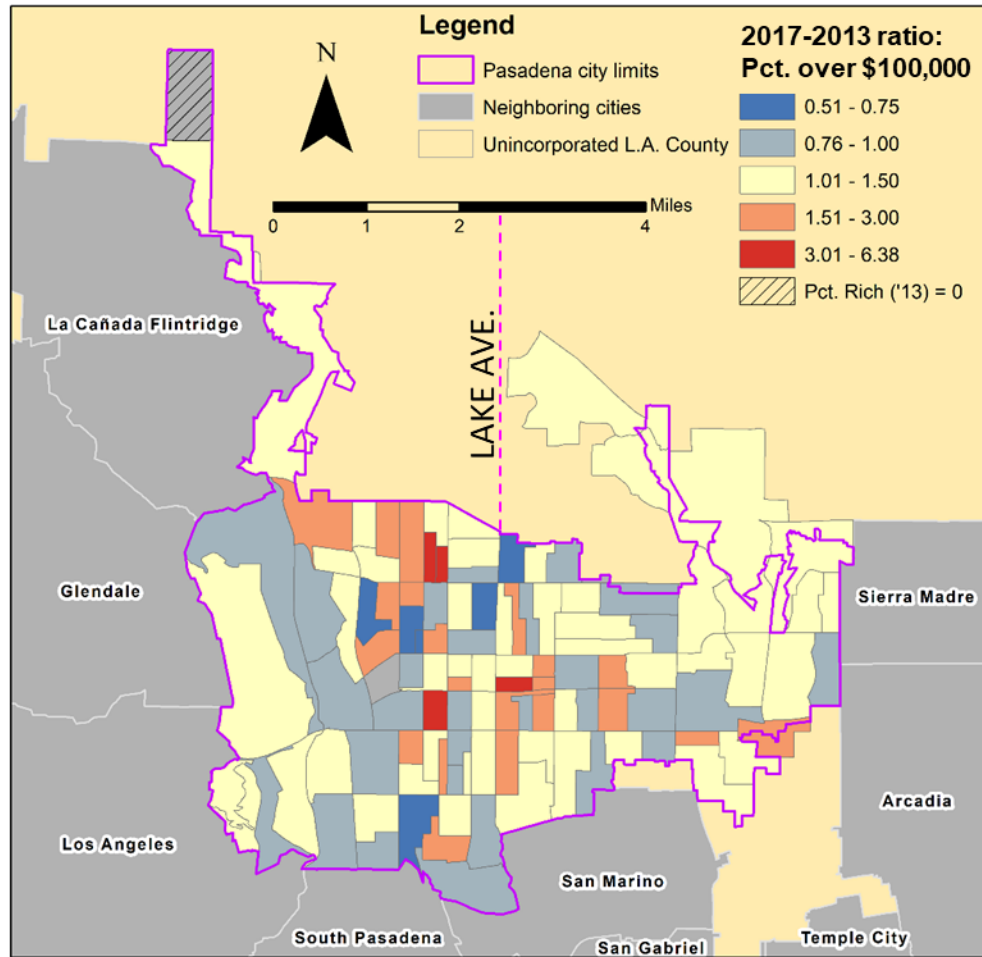 Legend
N
Pasadena city limits
Neighboring cities
Unincorporated L.A. County
2017-2013 ratio:
Pct. over $100,000
0.51 - 0.75
0.76 - 1.00
1.01 - 1.50
1.51 - 3.00
3.01 - 6.38
Pct. Rich ('13) = 0
Miles
0 1 2 4
LAKE AVE.
La Cañada Flintridge
Glendale
Sierra Madre
Arcadia
Los Angeles
San Marino
South Pasadena
San Gabriel
Temple City